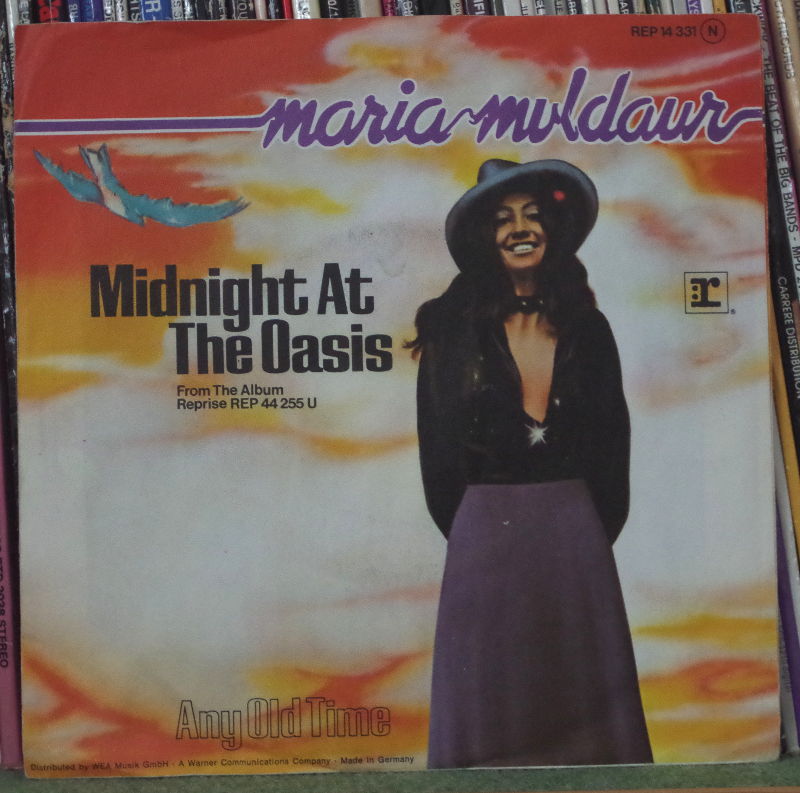 REP 14 331 N
maria muldaur
Midnight At
The Oasis
r
From The Album
Reprise REP 44 255 U
Any Old Time
Distributed by WEA Musik GmbH · A Warner Communications Company · Made in Germany
THE BEAT OF THE BIG BANDS
CARRERE DISTRIBUTION
STEREO